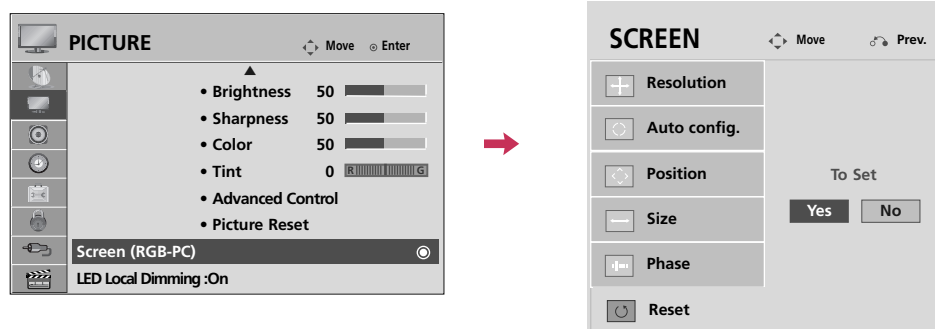 PICTURE Move Enter
• Brightness 50
• Sharpness 50
• Color 50
• Tint 0 R G
• Advanced Control
• Picture Reset
Screen (RGB-PC)
LED Local Dimming :On
SCREEN Move Prev.
Resolution
Auto config.
Position
Size
Phase
Reset
To Set
Yes No